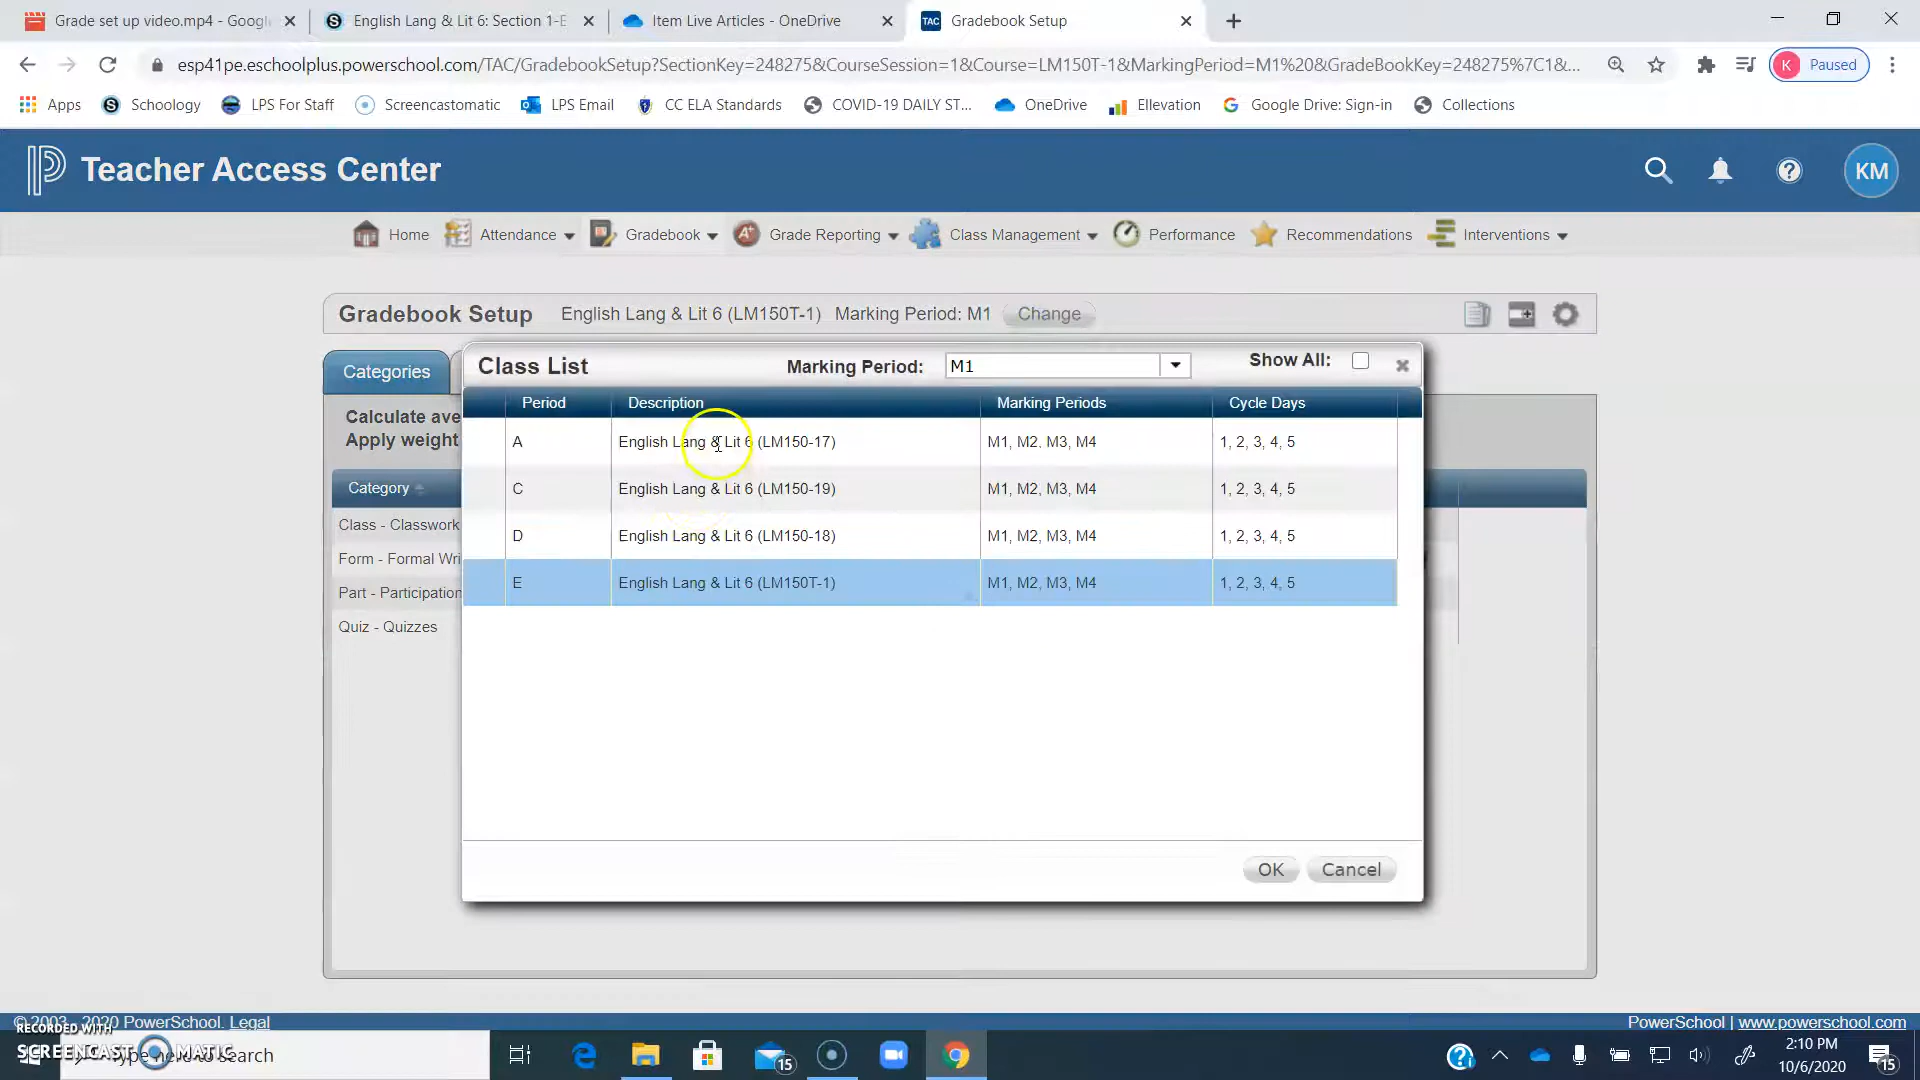 Grade set up video.mp4 - Googl
English Lang & Lit 6: Section 1-E
Item Live Articles - OneDrive
TAC
Gradebook Setup
esp41pe.eschoolplus.powerschool.com/TAC/GradebookSetup?SectionKey=248275&CourseSession=1&Course=LM150T-1&MarkingPeriod=M1%20&GradeBookKey=248275%7C1&...
K
Paused
Apps
Schoology
LPS For Staff
Screencastomatic
LPS Email
CC ELA Standards
COVID-19 DAILY ST...
OneDrive
Ellevation
Google Drive: Sign-in
Collections
Teacher Access Center
KM
Home
Attendance
Gradebook
Grade Reporting
Class Management
Performance
Recommendations
Interventions
Gradebook Setup
English Lang & Lit 6 (LM150T-1)
Marking Period: M1
Change
Categories
Calculate ave
Apply weight
Category
Class - Classwork
Form - Formal Wri
Part - Participation
Quiz - Quizzes
Class List
Marking Period:
M1
Show All:
Period
Description
Marking Periods
Cycle Days
A
English Lang & Lit 6 (LM150-17)
M1, M2, M3, M4
1, 2, 3, 4, 5
C
English Lang & Lit 6 (LM150-19)
M1, M2, M3, M4
1, 2, 3, 4, 5
D
English Lang & Lit 6 (LM150-18)
M1, M2, M3, M4
1, 2, 3, 4, 5
E
English Lang & Lit 6 (LM150T-1)
M1, M2, M3, M4
1, 2, 3, 4, 5
OK
Cancel
© 2003 - 2020 PowerSchool. Legal
PowerSchool | www.powerschool.com
RECORDED WITH
SCREENCAST MATIC
Type here to search
15
2:10 PM
10/6/2020
15